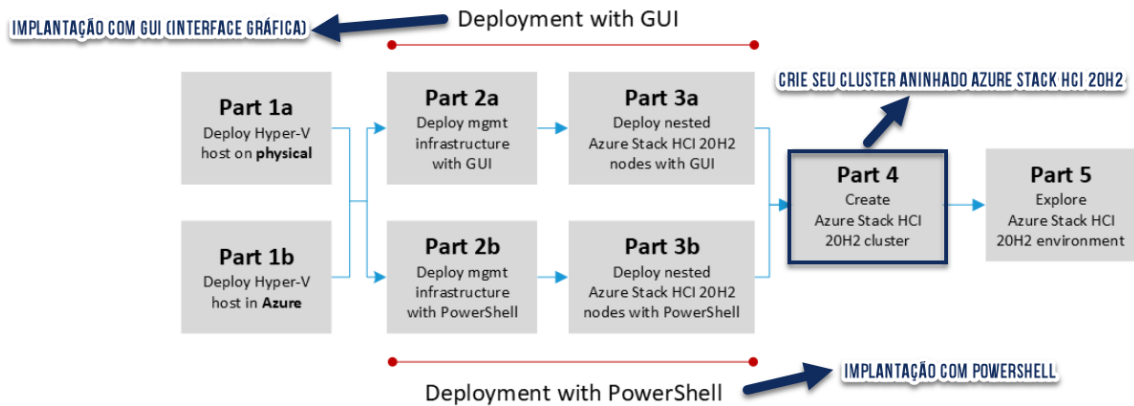 IMPLANTAÇÃO COM GUI (INTERFACE GRÁFICA)
Deployment with GUI
CRIE SEU CLUSTER ANINHADO AZURE STACK HCI 20H2
Part 1a
Deploy Hyper-V
host on physical
Part 2a
Deploy mgmt
infrastructure
with GUI
Part 3a
Deploy nested
Azure Stack HCI 20H2
nodes with GUI
Part 1b
Deploy Hyper-V
host in Azure
Part 2b
Deploy mgmt
infrastructure
with PowerShell
Part 3b
Deploy nested
Azure Stack HCI 20H2
nodes with PowerShell
Part 4
Create
Azure Stack HCI
20H2 cluster
Part 5
Explore
Azure Stack HCI
20H2 environment
Deployment with PowerShell
IMPLANTAÇÃO COM POWERSHELL